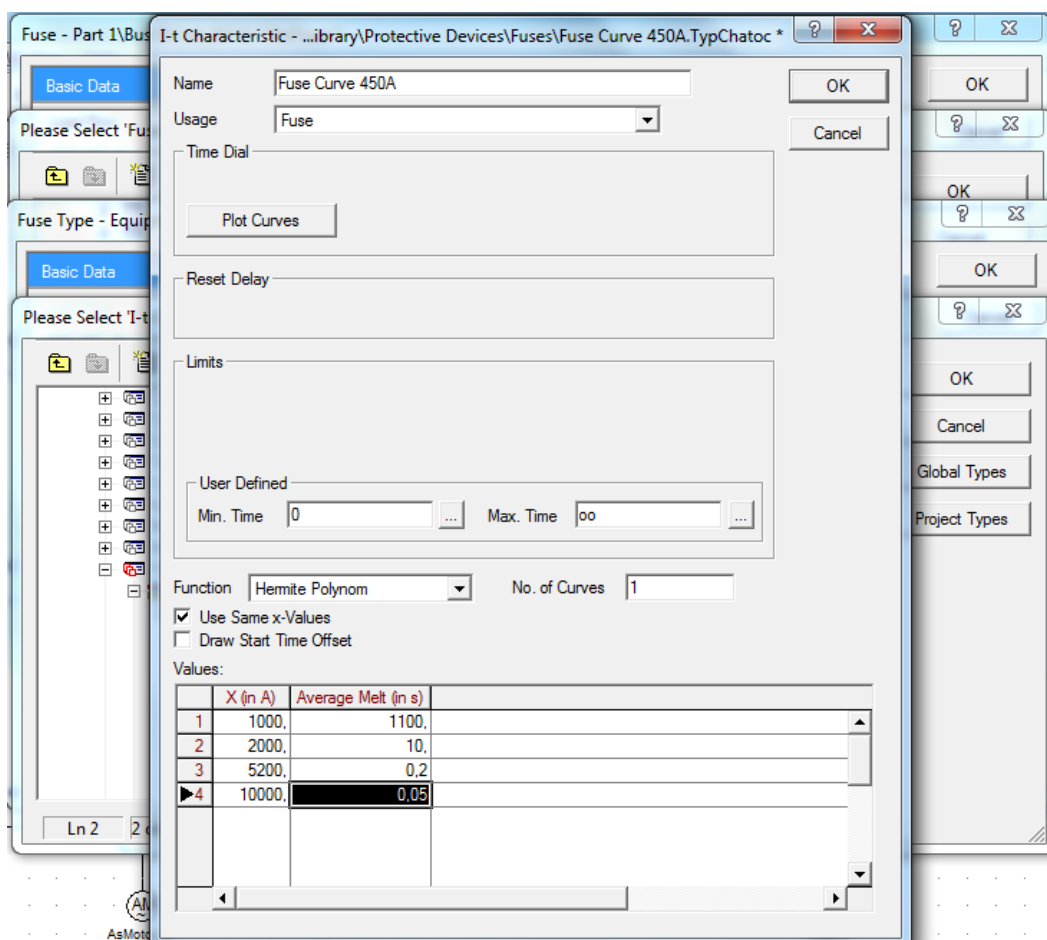 Fuse - Part 1\Bus
I-t Characteristic - ...ibrary\Protective Devices\Fuses\Fuse Curve 450A.TypChatoc *
Basic Data
OK
Please Select 'Fus
OK
Fuse Type - Equip
Basic Data
OK
Please Select 'I-t
OK
Cancel
Global Types
Project Types
Ln 2
Name
Fuse Curve 450A
OK
Usage
Fuse
Cancel
Time Dial
Plot Curves
Reset Delay
Limits
User Defined
Min. Time
0
...
Max. Time
oo
...
Function
Hermite Polynom
No. of Curves
1
Use Same x-Values
Draw Start Time Offset
Values:
X (in A) Average Melt (in s)
1 1000, 1100,
2 2000, 10,
3 5200, 0,2
4 10000, 0,05
AsMoto